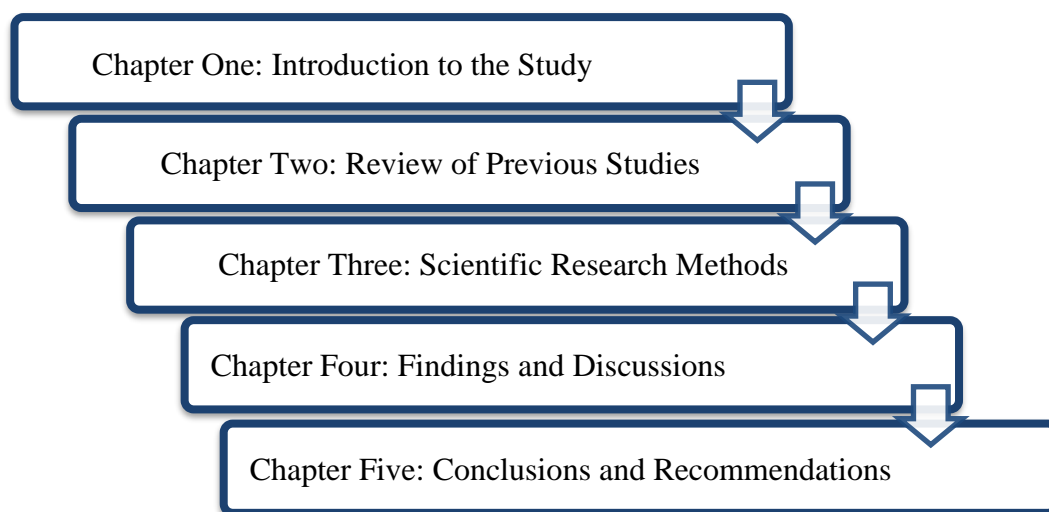 Chapter One: Introduction to the Study
Chapter Two: Review of Previous Studies
Chapter Three: Scientific Research Methods
Chapter Four: Findings and Discussions
Chapter Five: Conclusions and Recommendations